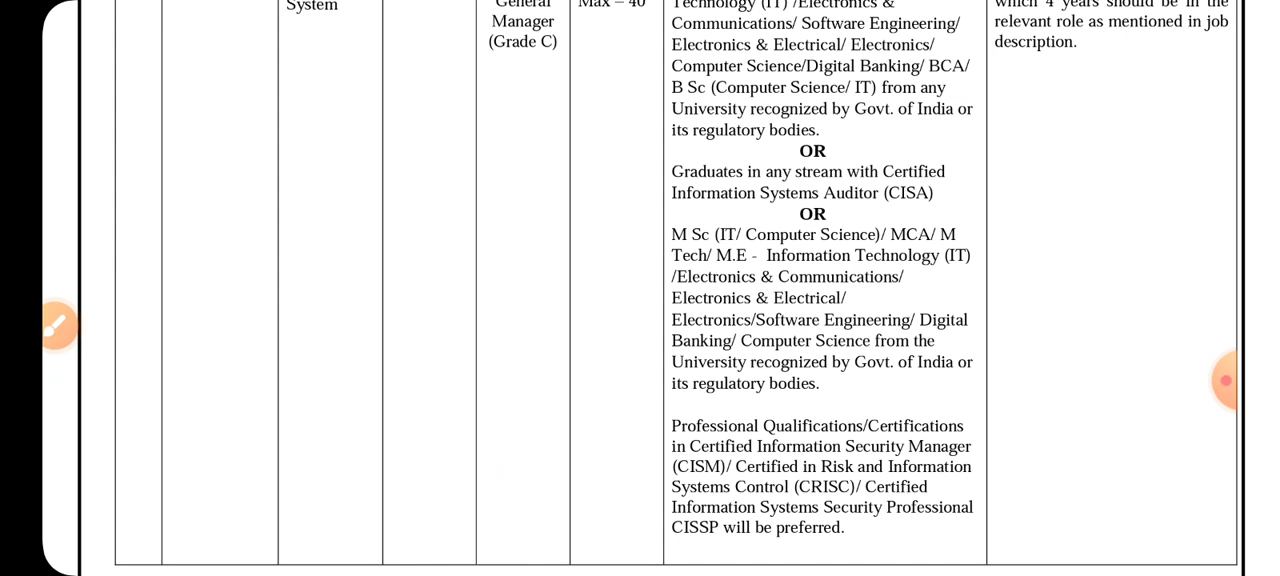 System
General
Manager
(Grade C)
Max – 40
Technology (IT) /Electronics &
Communications/ Software Engineering/
Electronics & Electrical/ Electronics/
Computer Science/Digital Banking/ BCA/
B Sc (Computer Science/ IT) from any
University recognized by Govt. of India or
its regulatory bodies.
OR
Graduates in any stream with Certified
Information Systems Auditor (CISA)
OR
M Sc (IT/ Computer Science)/ MCA/ M
Tech/ M.E - Information Technology (IT)
/Electronics & Communications/
Electronics & Electrical/
Electronics/Software Engineering/ Digital
Banking/ Computer Science from the
University recognized by Govt. of India or
its regulatory bodies.
Professional Qualifications/Certifications
in Certified Information Security Manager
(CISM)/ Certified in Risk and Information
Systems Control (CRISC)/ Certified
Information Systems Security Professional
CISSP will be preferred.
which 4 years should be in the
relevant role as mentioned in job
description.